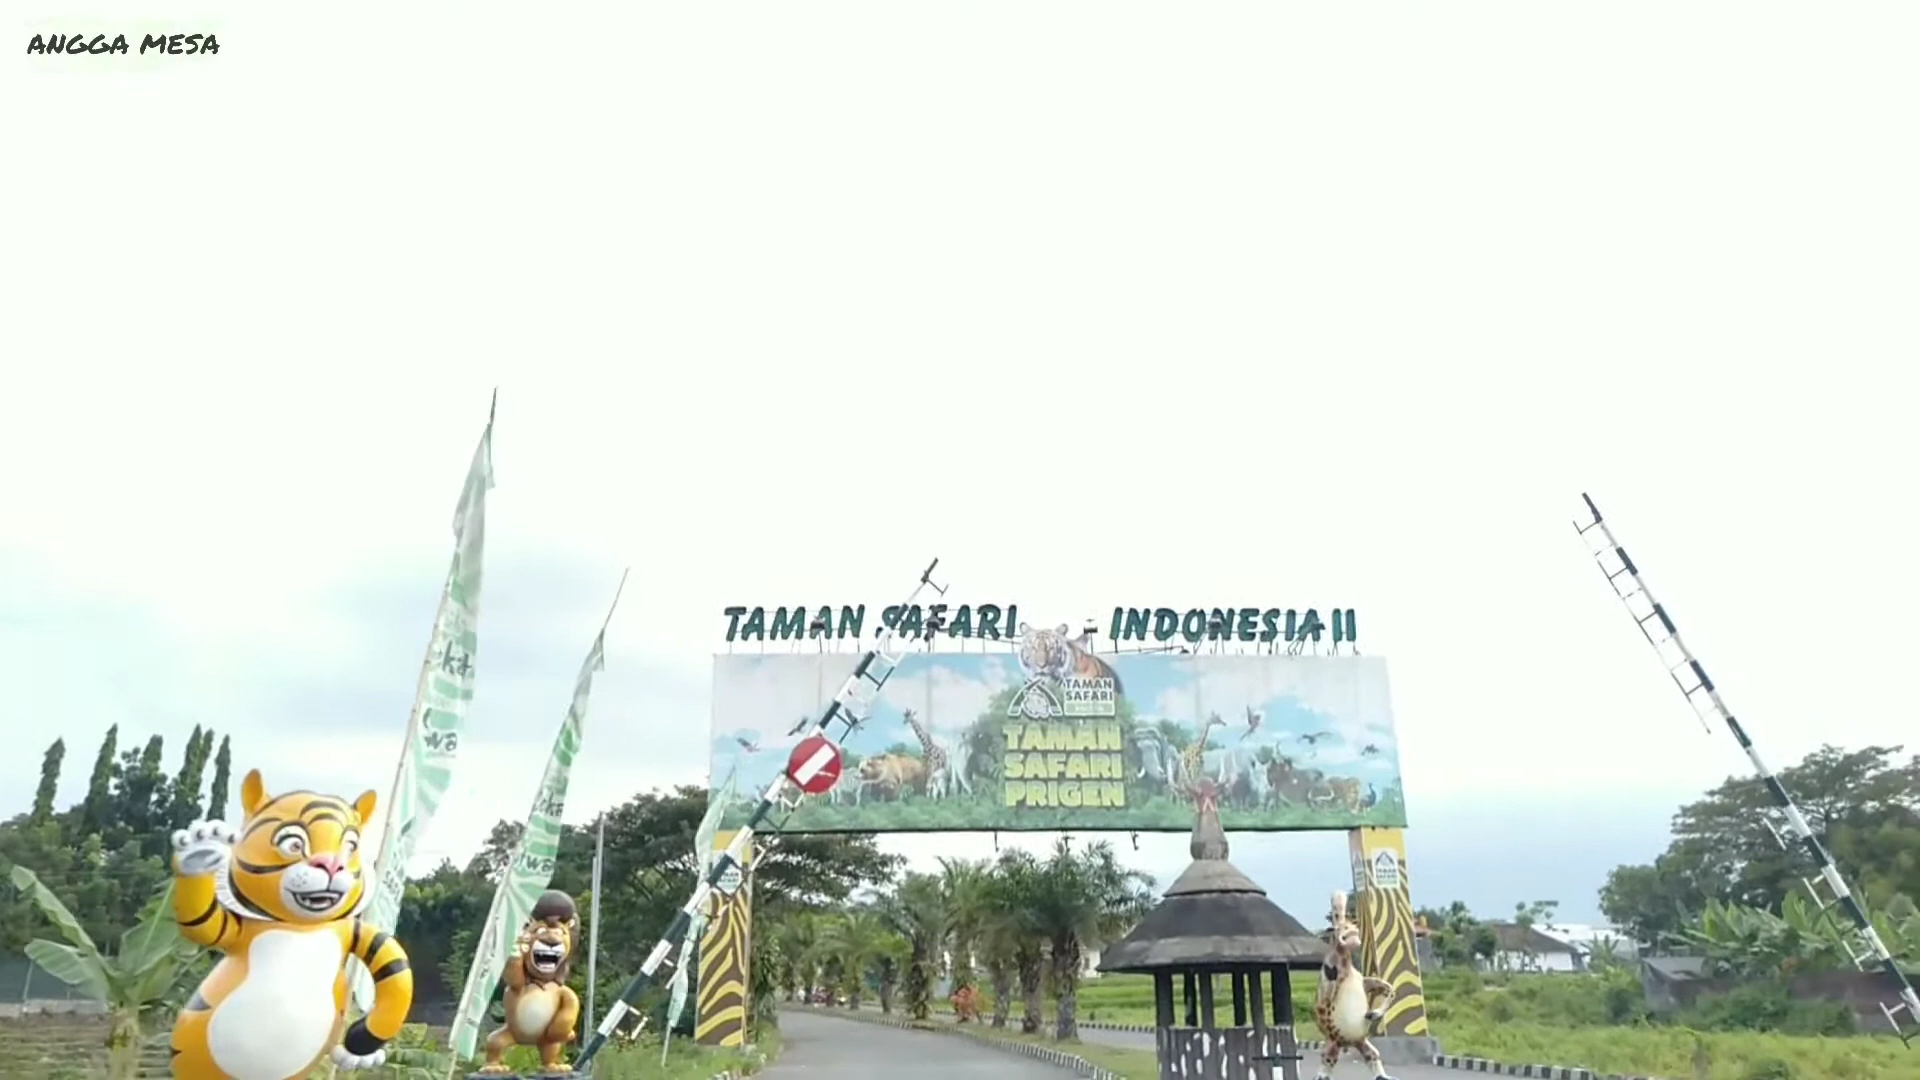 ANGGA MESA
TAMAN SAFARI INDONESIA II
TAMAN
SAFARI
TAMAN
SAFARI
PRIGEN